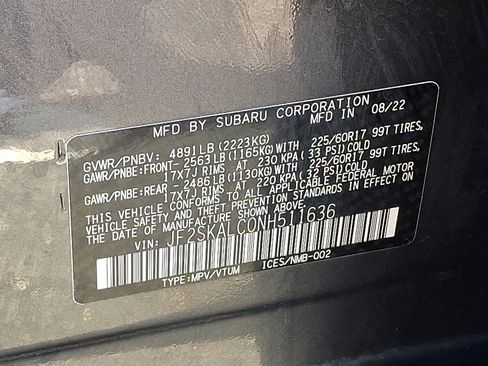 MFD BY SUBARU CORPORATION
MFD IN 08/22
GVWR/PNBV: 4891LB (2223KG)
GAWR/PNBE:FRONT- 2563LB(1165KG)WITH 225/60R17 99T TIRES,
17X7J RIMS AT 230 KPA (33 PSI)COLD
GAWR/PNBE:REAR - 2486LB(1130KG)WITH 225/60R17 99T TIRES,
17X7J RIMS AT 220 KPA (32 PSI)COLD
THIS VEHICLE CONFORMS TO ALL APPLICABLE FEDERAL MOTOR
VEHICLE SAFETY AND THEFT PREVENTION STANDARDS IN EFFECT ON THE
DATE OF MANUFACTURE SHOWN ABOVE.
VIN: JF2SKALC0NH511636
TYPE:MPV/VTUM ICES/NMB-002